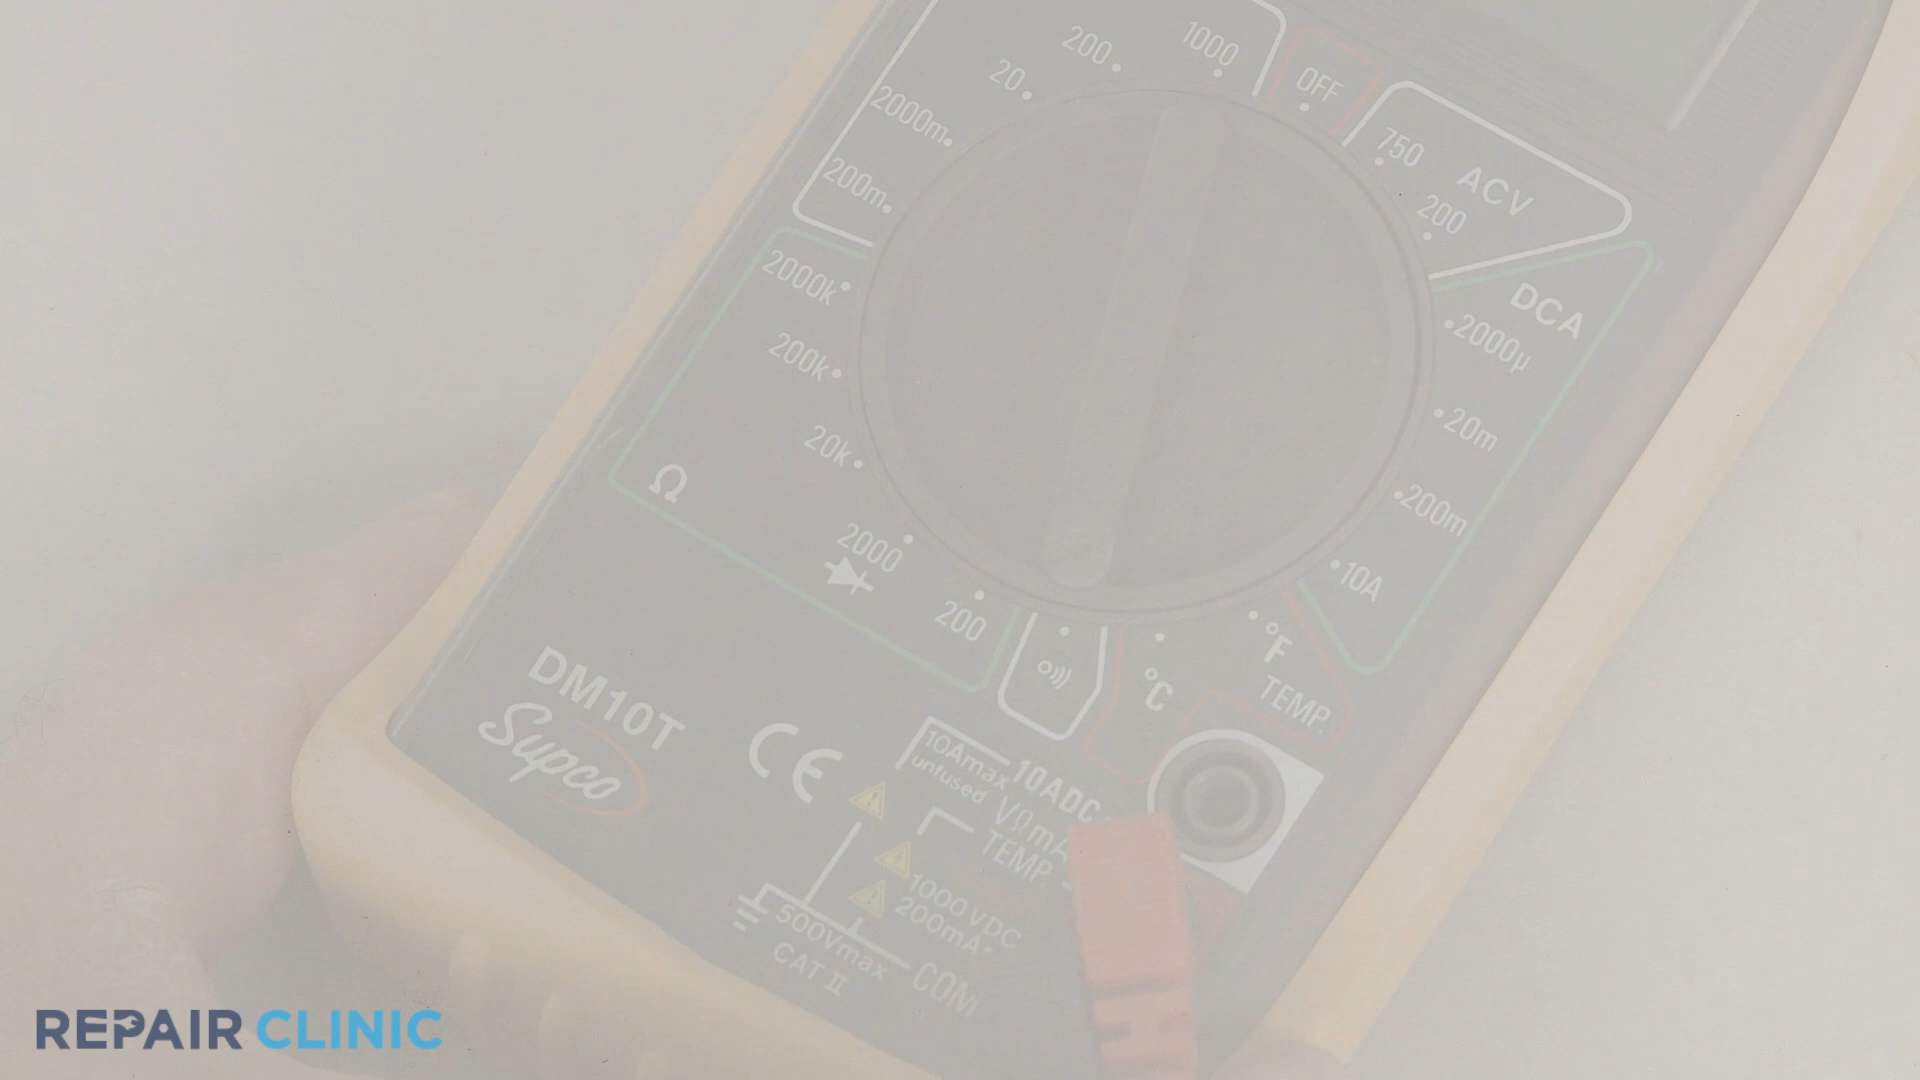 1000
200
20
2000m
200m
OFF
750
200
ACV
DCA
2000µ
20m
200m
10A
2000k
200k
20k
2000
200
Ω
°C
°F
TEMP.
DM10T
Supco
CE
10Amax
unfused
10ADC
VΩmA
TEMP.
1000VDC
200mA
500Vmax
CAT II
COM
REPAIR CLINIC